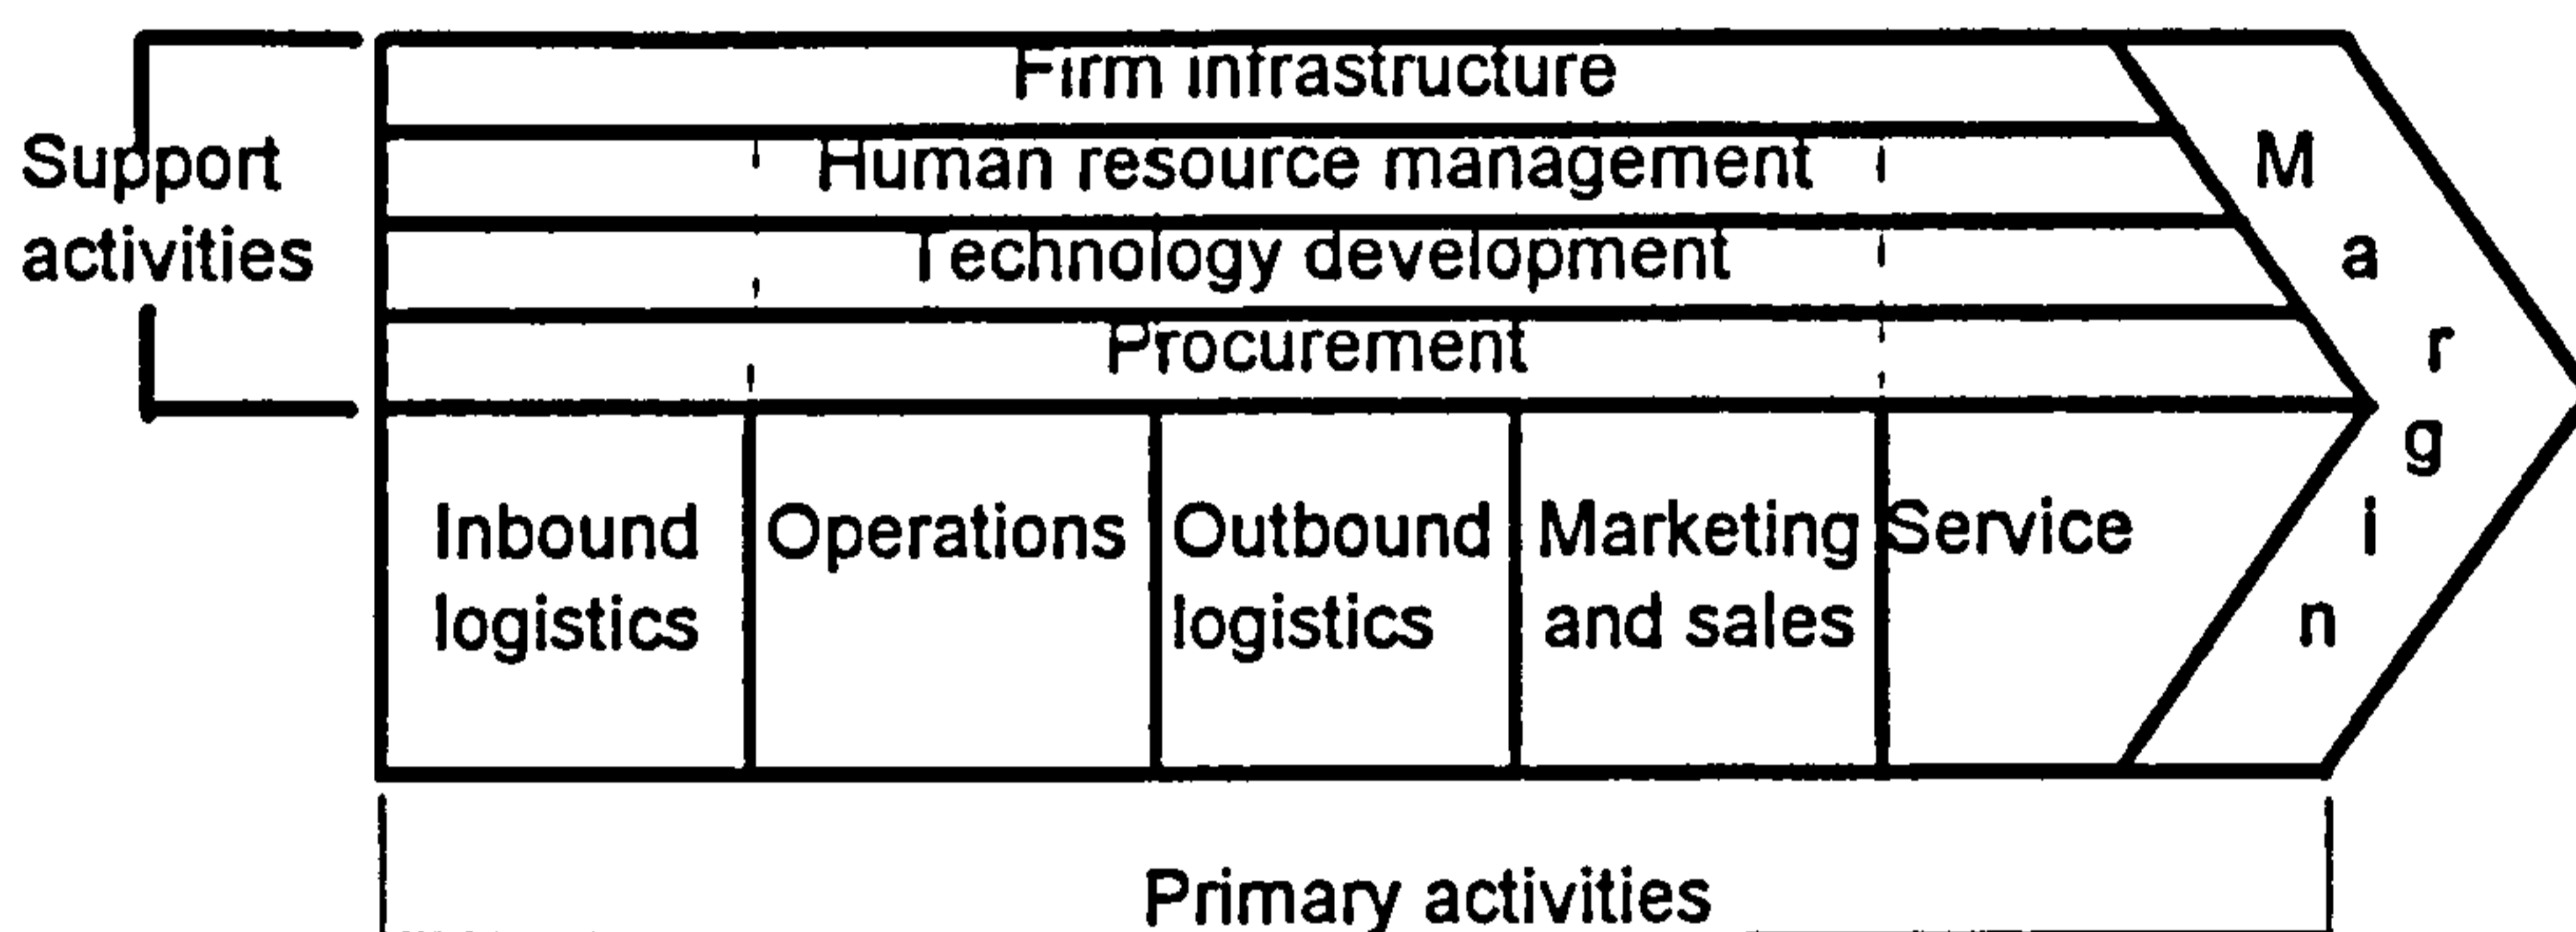 Firm infrastructure
Support
activities
Human resource management
Technology development
Procurement
Inbound
logistics
Operations
Outbound
logistics
Marketing
and sales
Service
Margin
Primary activities